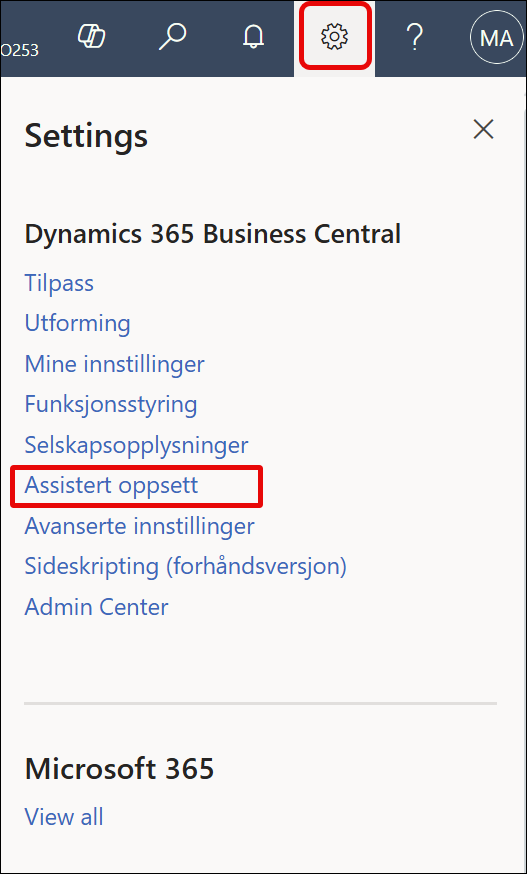 O253
MA
Settings
Dynamics 365 Business Central
Tilpass
Utforming
Mine innstillinger
Funksjonsstyring
Selskapsopplysninger
Assistert oppsett
Avanserte innstillinger
Sideskripting (forhåndsversjon)
Admin Center
Microsoft 365
View all